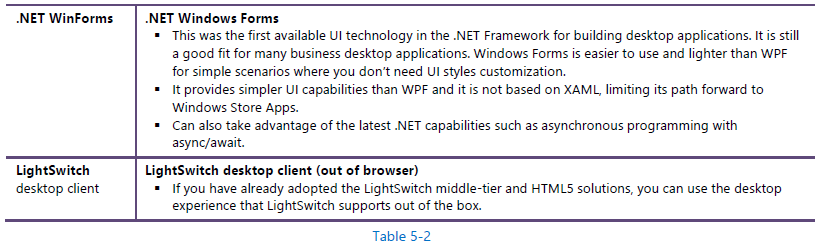 .NET WinForms
.NET Windows Forms
▪ This was the first available UI technology in the .NET Framework for building desktop applications. It is still
a good fit for many business desktop applications. Windows Forms is easier to use and lighter than WPF
for simple scenarios where you don’t need UI styles customization.
▪ It provides simpler UI capabilities than WPF and it is not based on XAML, limiting its path forward to
Windows Store Apps.
▪ Can also take advantage of the latest .NET capabilities such as asynchronous programming with
async/await.
LightSwitch
desktop client
LightSwitch desktop client (out of browser)
▪ If you have already adopted the LightSwitch middle-tier and HTML5 solutions, you can use the desktop
experience that LightSwitch supports out of the box.
Table 5-2